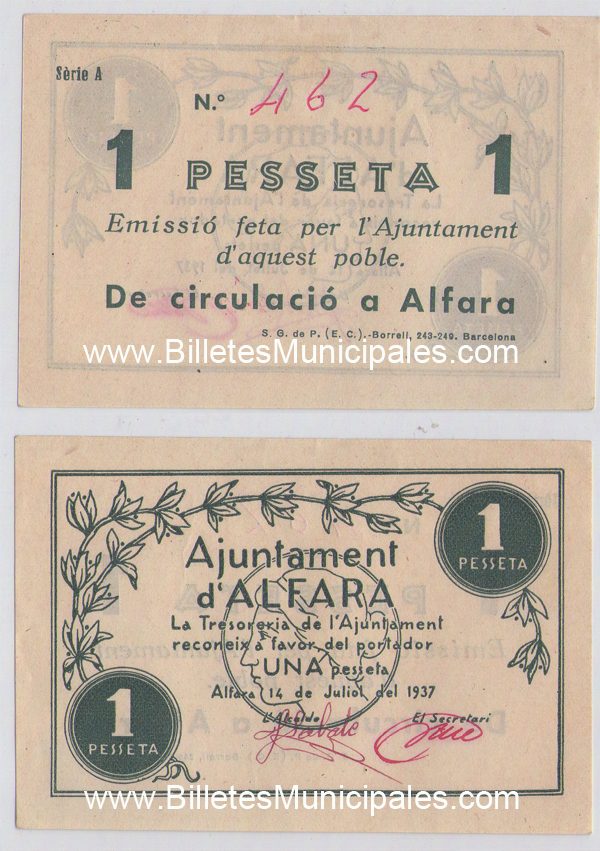 Sèrie A
N.º 462
1 PESSETA 1
Emissió feta per l'Ajuntament
d'aquest poble.
De circulació a Alfara
S. G. de P. (E. C.).-Borrell, 243-249. Barcelona
www.BilletesMunicipales.com
1
PESSETA
Ajuntament
d'ALFARA
La Tresoreria de l'Ajuntament
reconeix a favor del portador
UNA pesseta
Alfara 14 de Juliol del 1937
L'Alcalde El Secretari
1
PESSETA
www.BilletesMunicipales.com